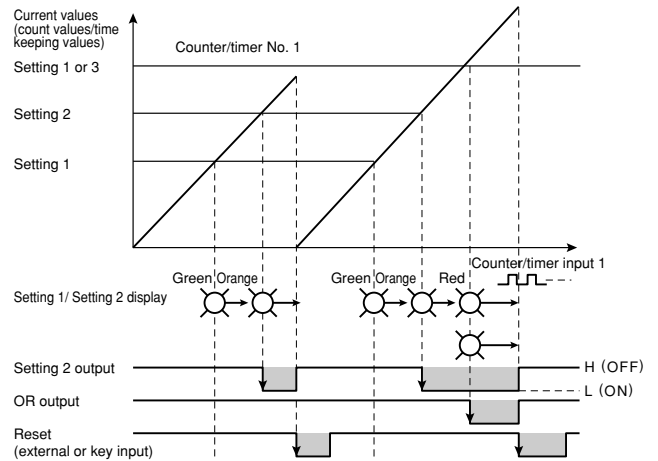 Current values
(count values/time
keeping values)
Counter/timer No. 1
Setting 1 or 3
Setting 2
Setting 1
Counter/timer input 1
Green Orange
Green Orange
Red
Setting 1/ Setting 2 display
Setting 2 output
H (OFF)
L (ON)
OR output
Reset
(external or key input)